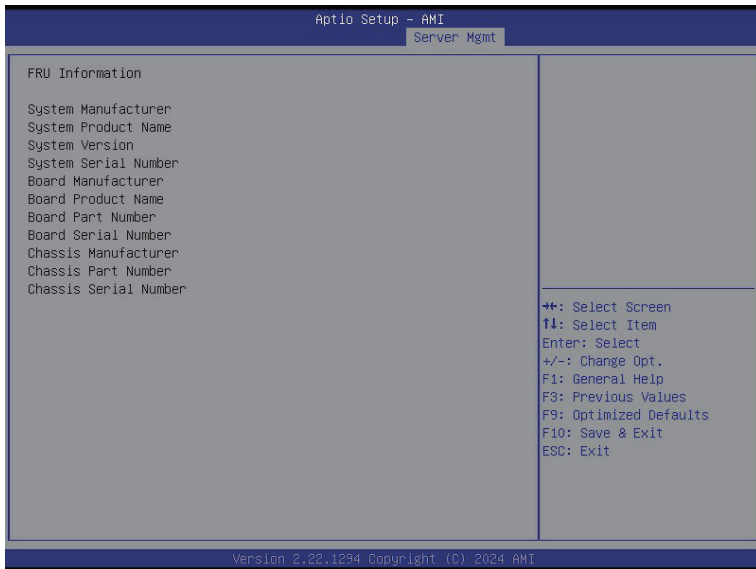 Aptio Setup - AMI
Server Mgmt
FRU Information
System Manufacturer
System Product Name
System Version
System Serial Number
Board Manufacturer
Board Product Name
Board Part Number
Board Serial Number
Chassis Manufacturer
Chassis Part Number
Chassis Serial Number
→←: Select Screen
↑↓: Select Item
Enter: Select
+/-: Change Opt.
F1: General Help
F3: Previous Values
F9: Optimized Defaults
F10: Save & Exit
ESC: Exit
Version 2.22.1294 Copyright (C) 2024 AMI